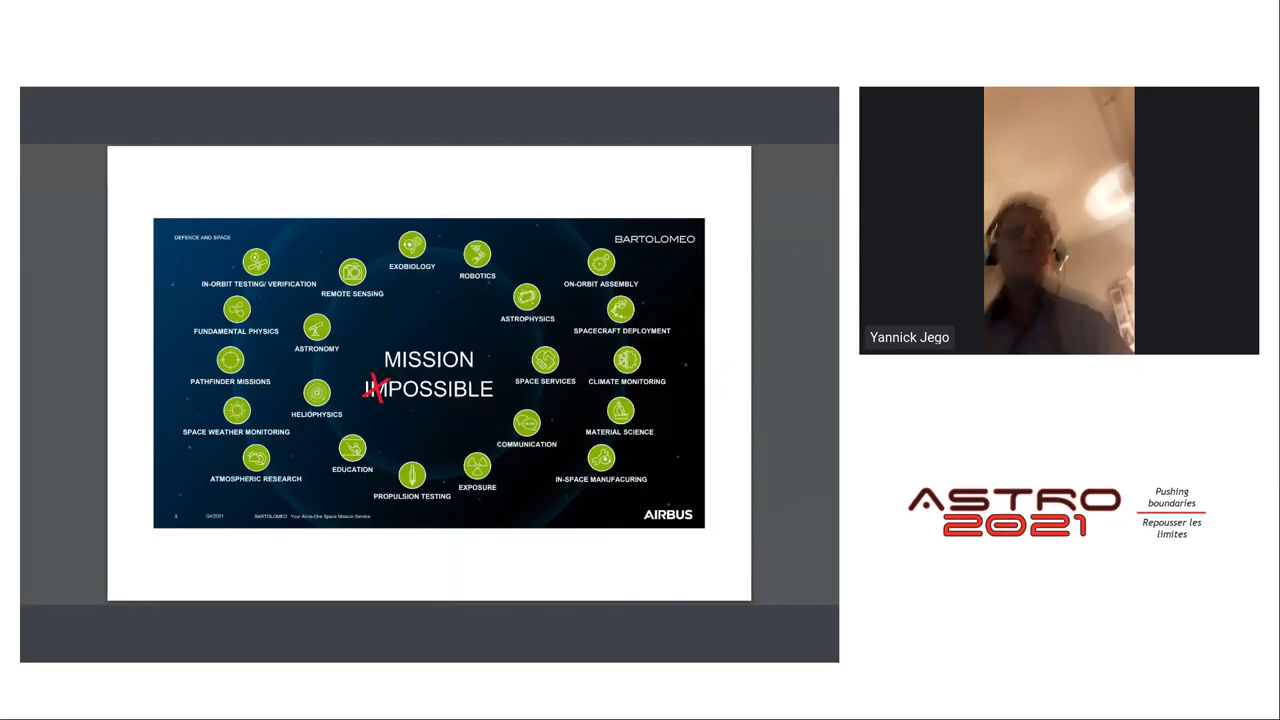 DEFENCE AND SPACE
BARTOLOMEO
EXOBIOLOGY
ROBOTICS
IN-ORBIT TESTING/ VERIFICATION
REMOTE SENSING
ON-ORBIT ASSEMBLY
ASTROPHYSICS
FUNDAMENTAL PHYSICS
SPACECRAFT DEPLOYMENT
ASTRONOMY
MISSION
IMPOSSIBLE
PATHFINDER MISSIONS
SPACE SERVICES
CLIMATE MONITORING
HELIOPHYSICS
SPACE WEATHER MONITORING
MATERIAL SCIENCE
COMMUNICATION
EDUCATION
ATMOSPHERIC RESEARCH
IN-SPACE MANUFACURING
PROPULSION TESTING
EXPOSURE
Q4/2021
BARTOLOMEO Your All-in-One Space Mission Service
AIRBUS
Yannick Jego
ASTRO
2021
Pushing
boundaries
Repousser les
limites